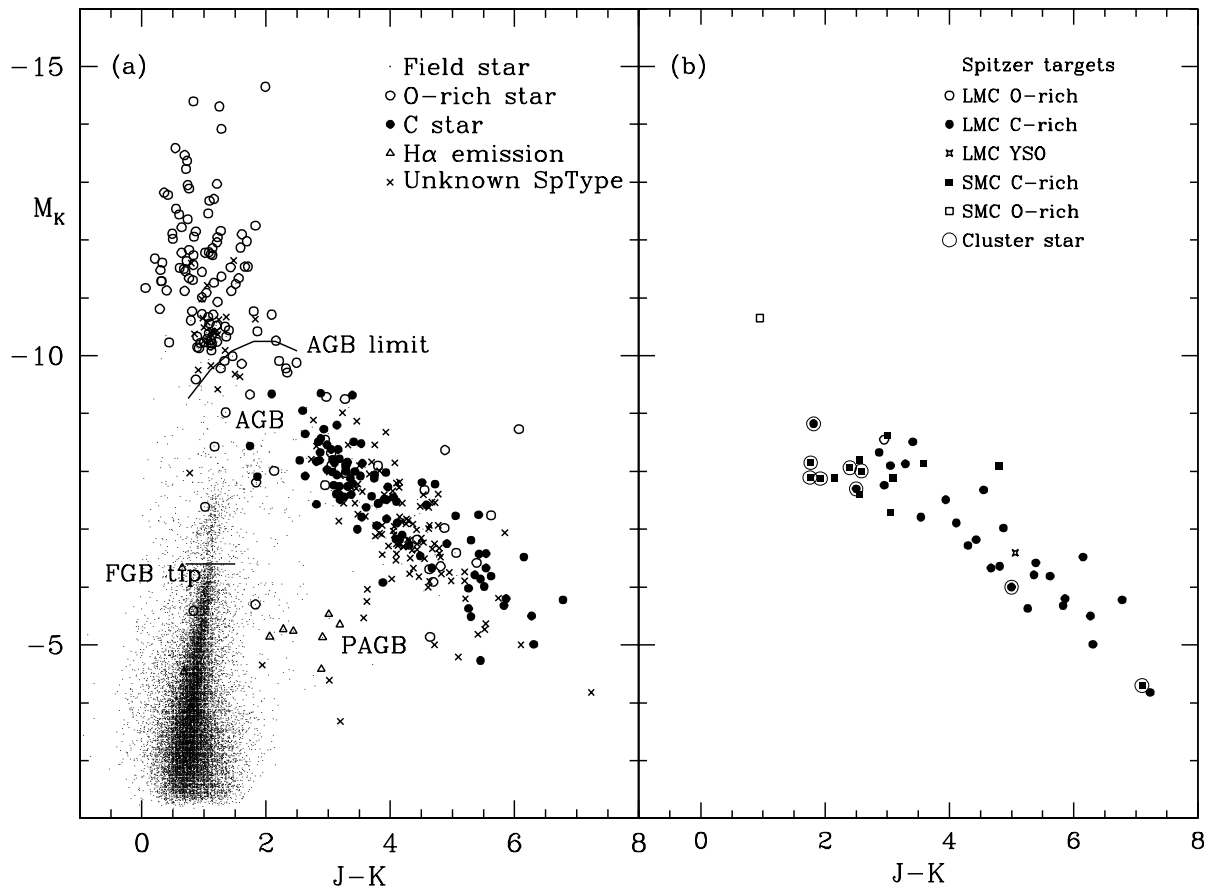 (a)
Field star
O-rich star
C star
Hα emission
Unknown SpType
AGB limit
AGB
FGB tip
PAGB
-15
-10
-5
M_K
0
2
4
6
8
J-K
(b)
Spitzer targets
LMC O-rich
LMC C-rich
LMC YSO
SMC C-rich
SMC O-rich
Cluster star
0
2
4
6
8
J-K